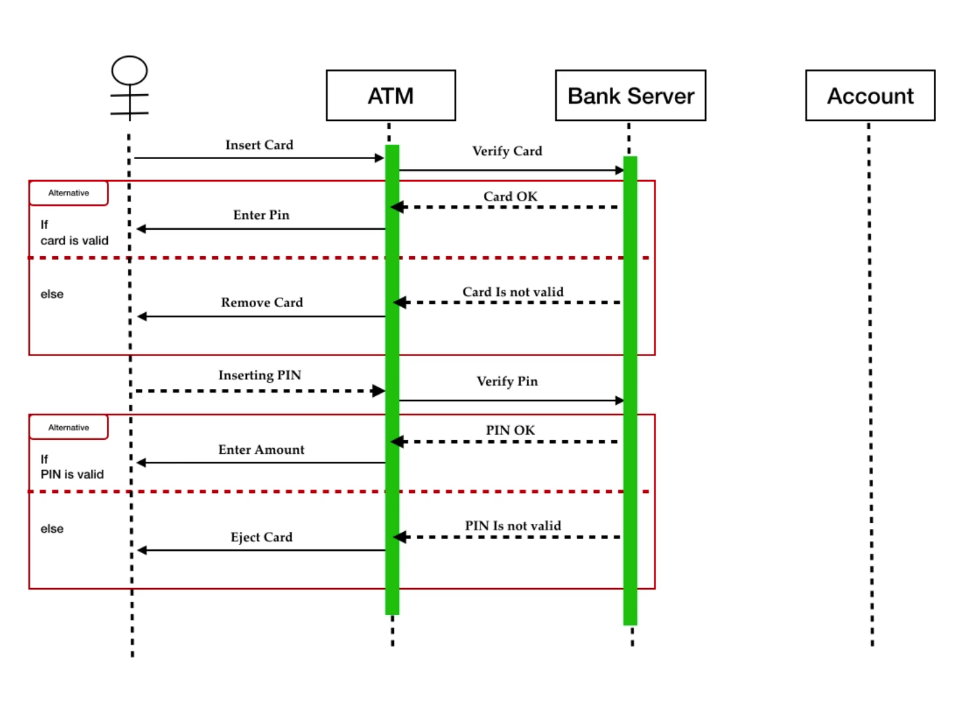 ATM
Bank Server
Account
Insert Card
Verify Card
Alternative
Card OK
If
card is valid
Enter Pin
else
Card Is not valid
Remove Card
Inserting PIN
Verify Pin
Alternative
PIN OK
If
PIN is valid
Enter Amount
else
PIN Is not valid
Eject Card